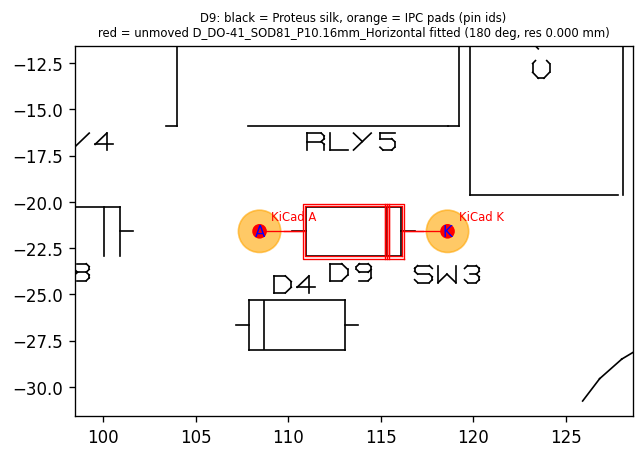 D9: black = Proteus silk, orange = IPC pads (pin ids)
red = unmoved D_DO-41_SOD81_P10.16mm_Horizontal fitted (180 deg, res 0.000 mm)
−12.5
−15.0
−17.5
−20.0
−22.5
−25.0
−27.5
−30.0
Y4
RLY5
KiCad A
KiCad K
A
K
D9
SW3
D4
100
105
110
115
120
125